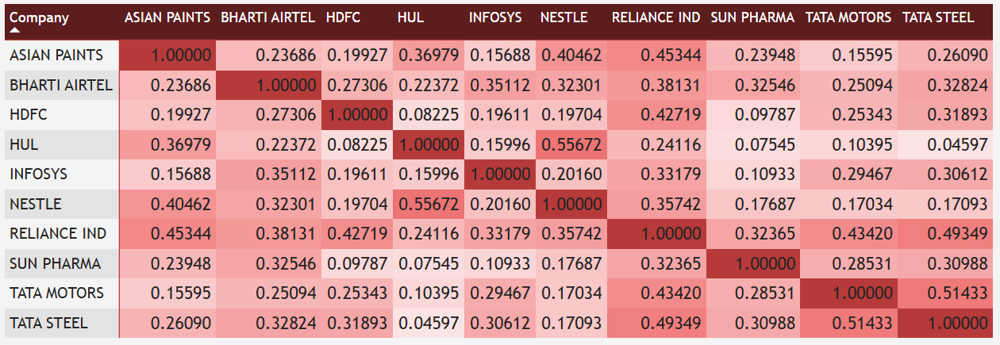 Company ASIAN PAINTS BHARTI AIRTEL HDFC HUL INFOSYS NESTLE RELIANCE IND SUN PHARMA TATA MOTORS TATA STEEL
ASIAN PAINTS 1.00000 0.23686 0.19927 0.36979 0.15688 0.40462 0.45344 0.23948 0.15595 0.26090
BHARTI AIRTEL 0.23686 1.00000 0.27306 0.22372 0.35112 0.32301 0.38131 0.32546 0.25094 0.32824
HDFC 0.19927 0.27306 1.00000 0.08225 0.19611 0.19704 0.42719 0.09787 0.25343 0.31893
HUL 0.36979 0.22372 0.08225 1.00000 0.15996 0.55672 0.24116 0.07545 0.10395 0.04597
INFOSYS 0.15688 0.35112 0.19611 0.15996 1.00000 0.20160 0.33179 0.10933 0.29467 0.30612
NESTLE 0.40462 0.32301 0.19704 0.55672 0.20160 1.00000 0.35742 0.17687 0.17034 0.17093
RELIANCE IND 0.45344 0.38131 0.42719 0.24116 0.33179 0.35742 1.00000 0.32365 0.43420 0.49349
SUN PHARMA 0.23948 0.32546 0.09787 0.07545 0.10933 0.17687 0.32365 1.00000 0.28531 0.30988
TATA MOTORS 0.15595 0.25094 0.25343 0.10395 0.29467 0.17034 0.43420 0.28531 1.00000 0.51433
TATA STEEL 0.26090 0.32824 0.31893 0.04597 0.30612 0.17093 0.49349 0.30988 0.51433 1.00000